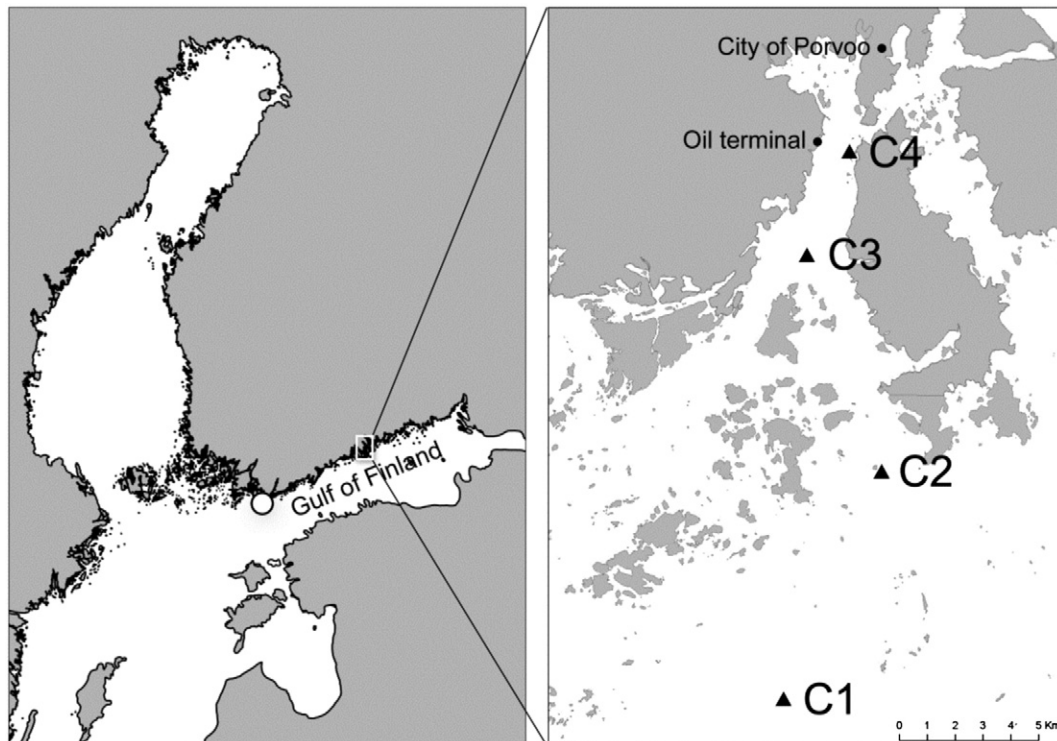 Gulf of Finland
City of Porvoo
Oil terminal
C4
C3
C2
C1
0 1 2 3 4 5 Km